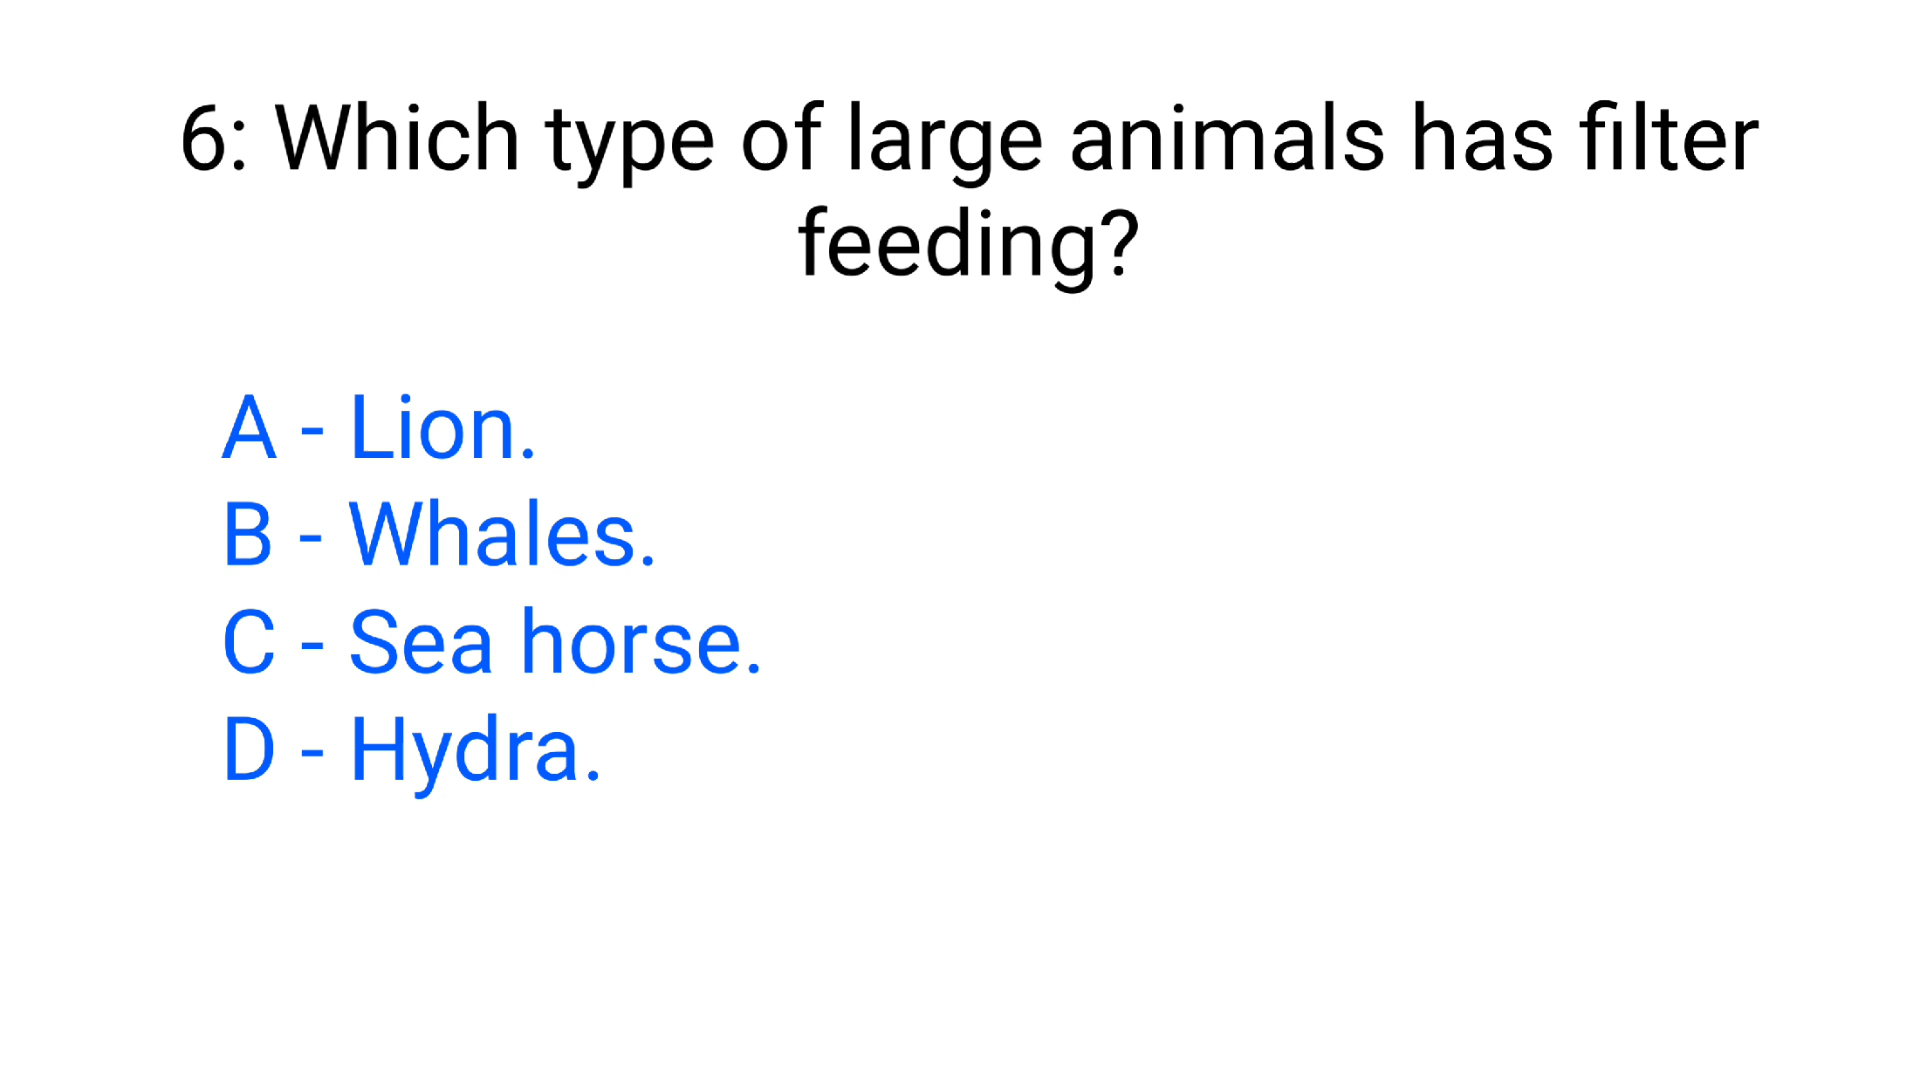 6: Which type of large animals has filter
feeding?
A - Lion.
B - Whales.
C - Sea horse.
D - Hydra.